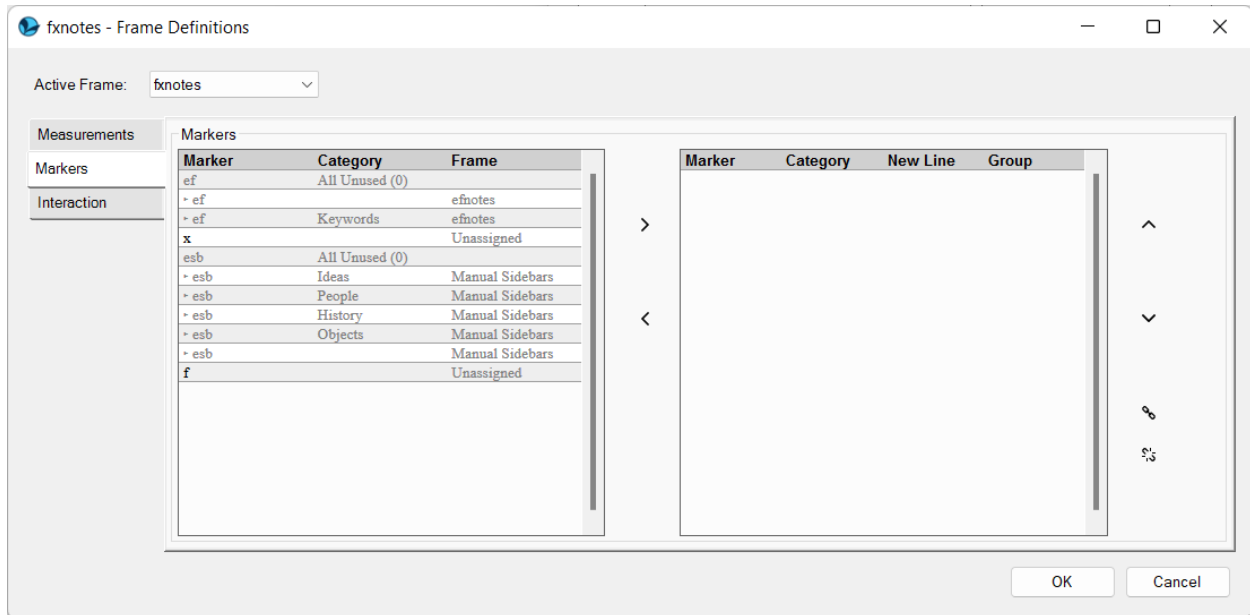 fxnotes - Frame Definitions
Active Frame: fxnotes
Measurements
Markers
Interaction
Markers
Marker Category Frame
ef All Unused (0)
ef efnotes
ef Keywords efnotes
x Unassigned
esb All Unused (0)
esb Ideas Manual Sidebars
esb People Manual Sidebars
esb History Manual Sidebars
esb Objects Manual Sidebars
esb Manual Sidebars
f Unassigned
Marker Category New Line Group
OK Cancel